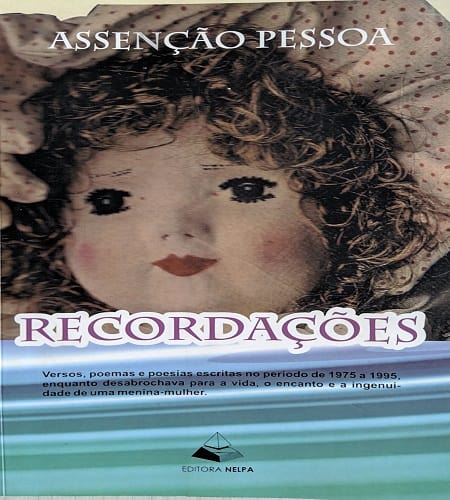 ASSENÇÃO PESSOA
RECORDAÇÕES
Versos, poemas e poesias escritas no período de 1975 a 1995,
enquanto desabrochava para a vida, o encanto e a ingenui-
dade de uma menina-mulher.
EDITORA NELPA